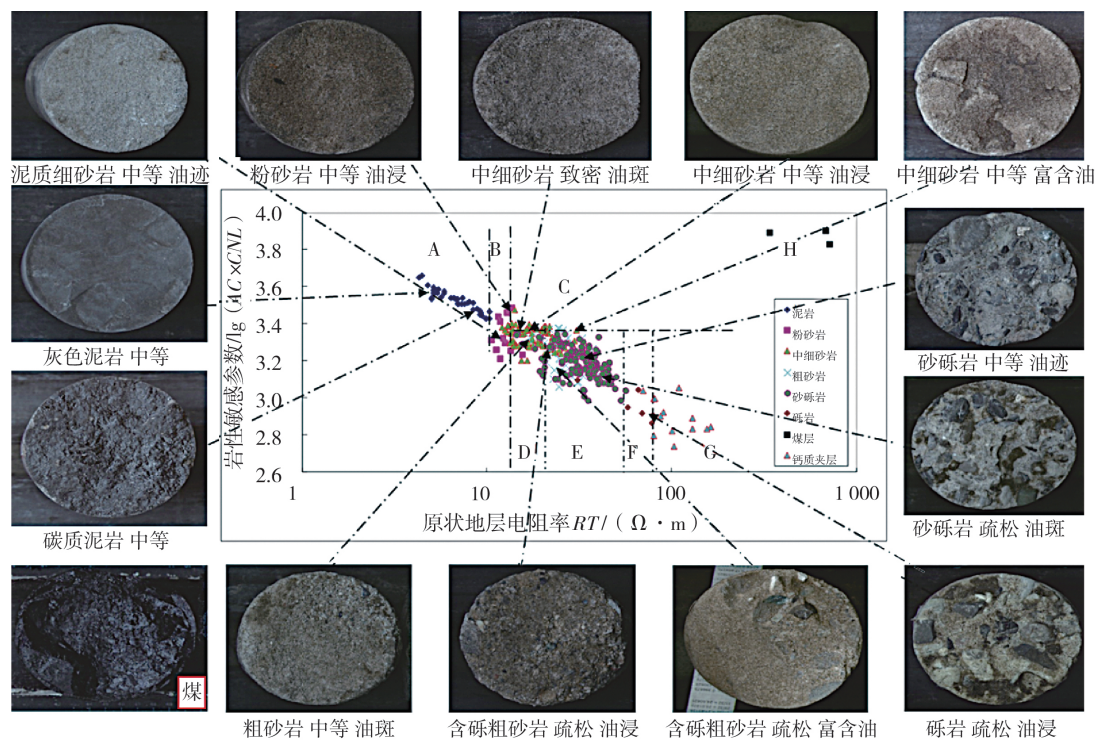 泥质细砂岩 中等 油迹
粉砂岩 中等 油浸
中细砂岩 致密 油斑
中细砂岩 中等 油浸
中细砂岩 中等 富含油
灰色泥岩 中等
碳质泥岩 中等
煤
砂砾岩 中等 油迹
砂砾岩 疏松 油斑
粗砂岩 中等 油斑
含砾粗砂岩 疏松 油浸
含砾粗砂岩 疏松 富含油
砾岩 疏松 油浸
岩性敏感参数/lg（AC×CNL）
4.0
3.8
3.6
3.4
3.2
3.0
2.8
2.6
A
B
C
H
D
E
F
G
泥岩
粉砂岩
中细砂岩
粗砂岩
砂砾岩
砾岩
煤层
钙质夹层
1
10
100
1 000
原状地层电阻率RT/（Ω·m）